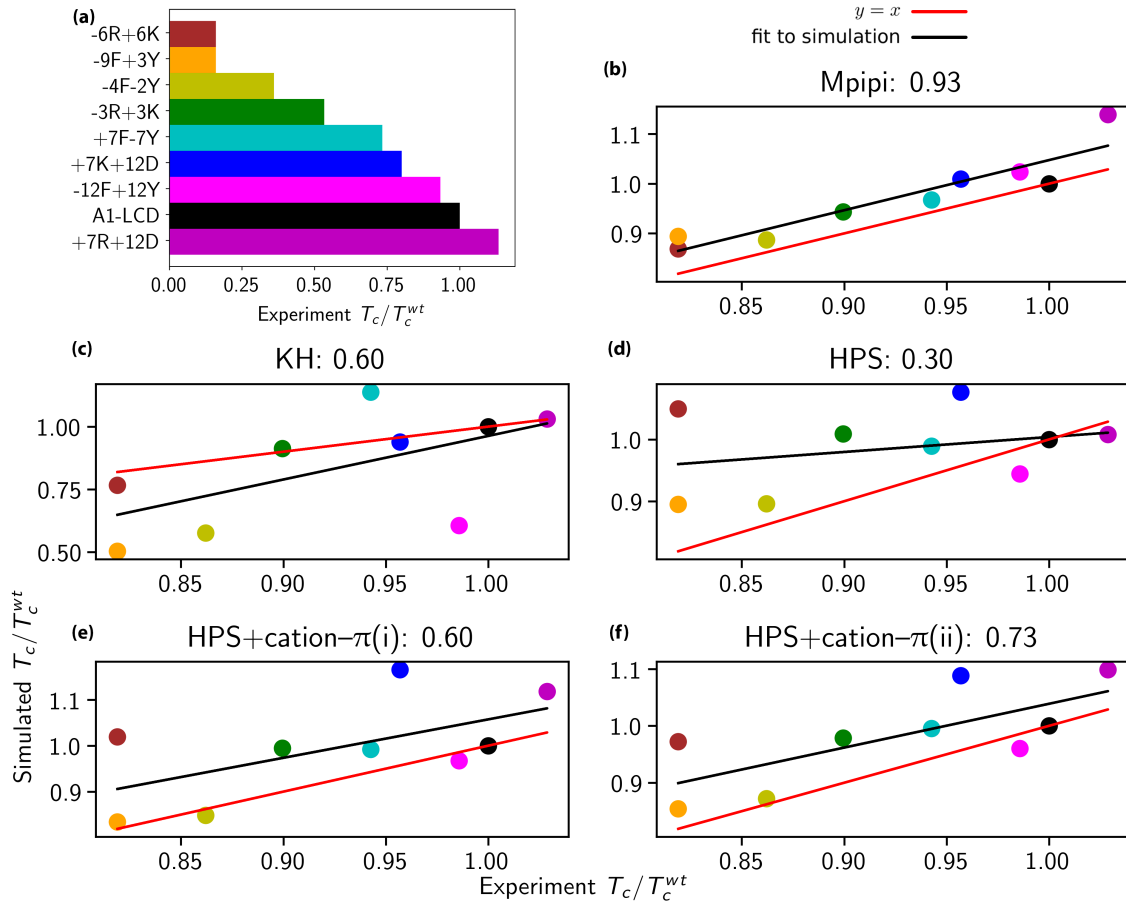 (a)
-6R+6K
-9F+3Y
-4F-2Y
-3R+3K
+7F-7Y
+7K+12D
-12F+12Y
A1-LCD
+7R+12D
0.00 0.25 0.50 0.75 1.00
Experiment T_c/T_c^{wt}
y = x
fit to simulation
(b)
Mpipi: 0.93
1.1
1.0
0.9
0.85 0.90 0.95 1.00
(c)
KH: 0.60
1.00
0.75
0.50
0.85 0.90 0.95 1.00
(d)
HPS: 0.30
1.0
0.9
0.85 0.90 0.95 1.00
(e)
HPS+cation–π(i): 0.60
1.1
1.0
0.9
0.85 0.90 0.95 1.00
(f)
HPS+cation–π(ii): 0.73
1.1
1.0
0.9
0.85 0.90 0.95 1.00
Simulated T_c/T_c^{wt}
Experiment T_c/T_c^{wt}